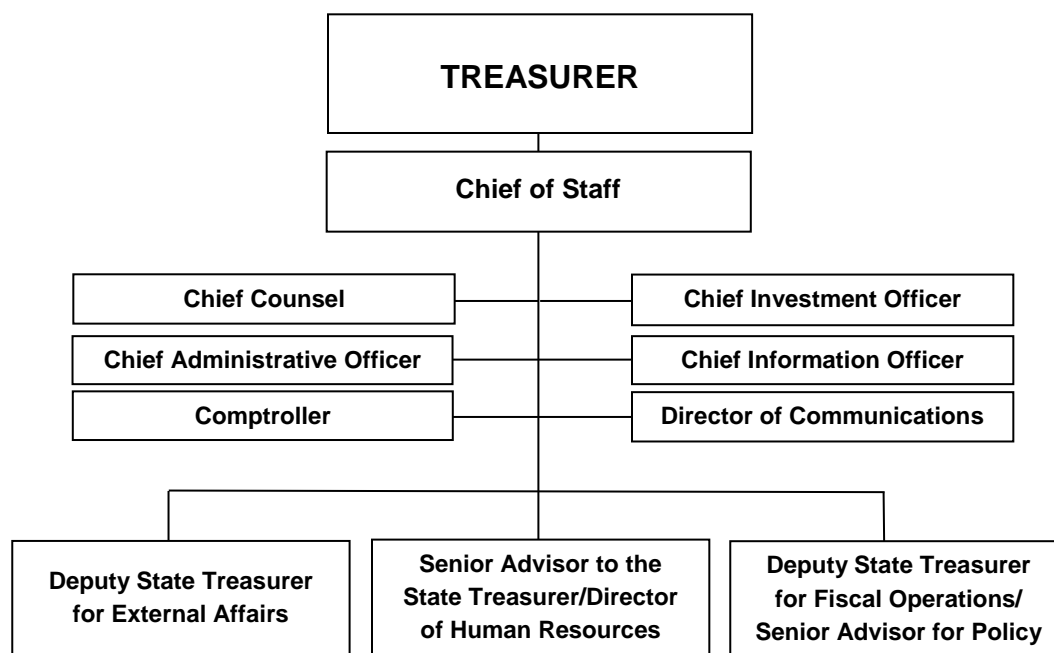 TREASURER
Chief of Staff
Chief Counsel
Chief Investment Officer
Chief Administrative Officer
Chief Information Officer
Comptroller
Director of Communications
Deputy State Treasurer
for External Affairs
Senior Advisor to the
State Treasurer/Director
of Human Resources
Deputy State Treasurer
for Fiscal Operations/
Senior Advisor for Policy